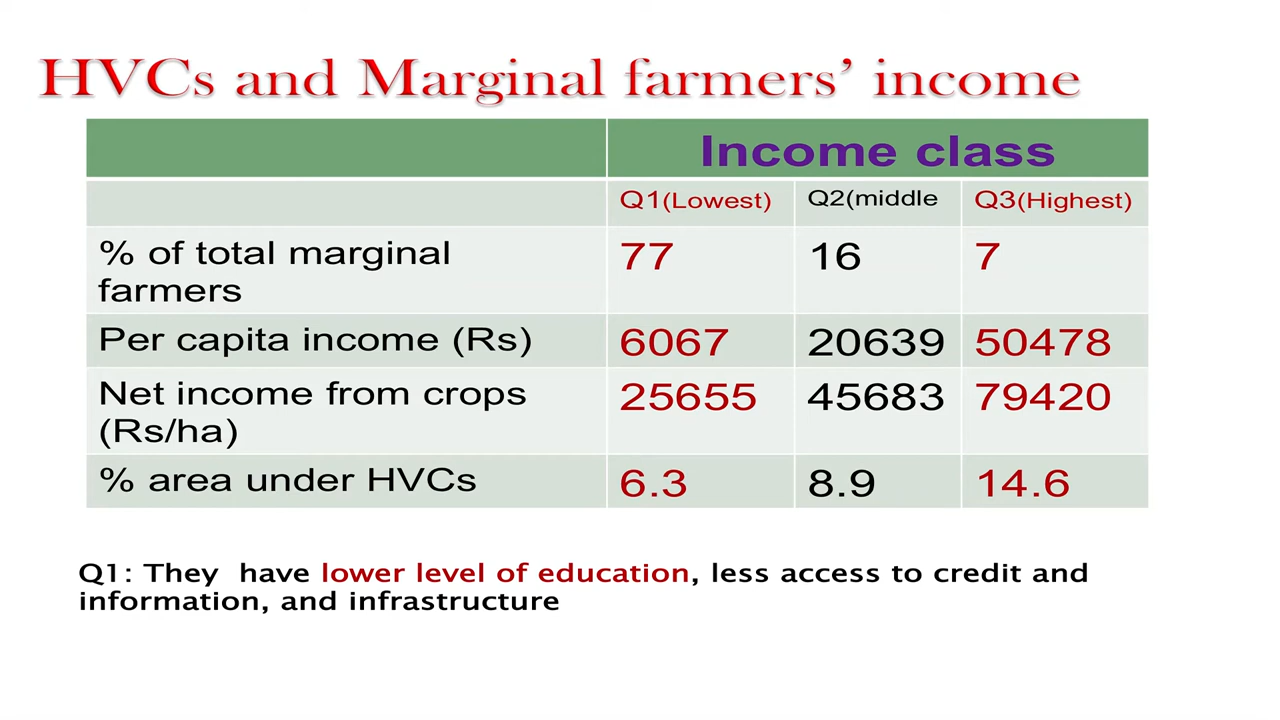 HVCs and Marginal farmers’ income
Income class
Q1(Lowest) Q2(middle Q3(Highest)
% of total marginal
farmers 77 16 7
Per capita income (Rs) 6067 20639 50478
Net income from crops
(Rs/ha) 25655 45683 79420
% area under HVCs 6.3 8.9 14.6
Q1: They have lower level of education, less access to credit and
information, and infrastructure